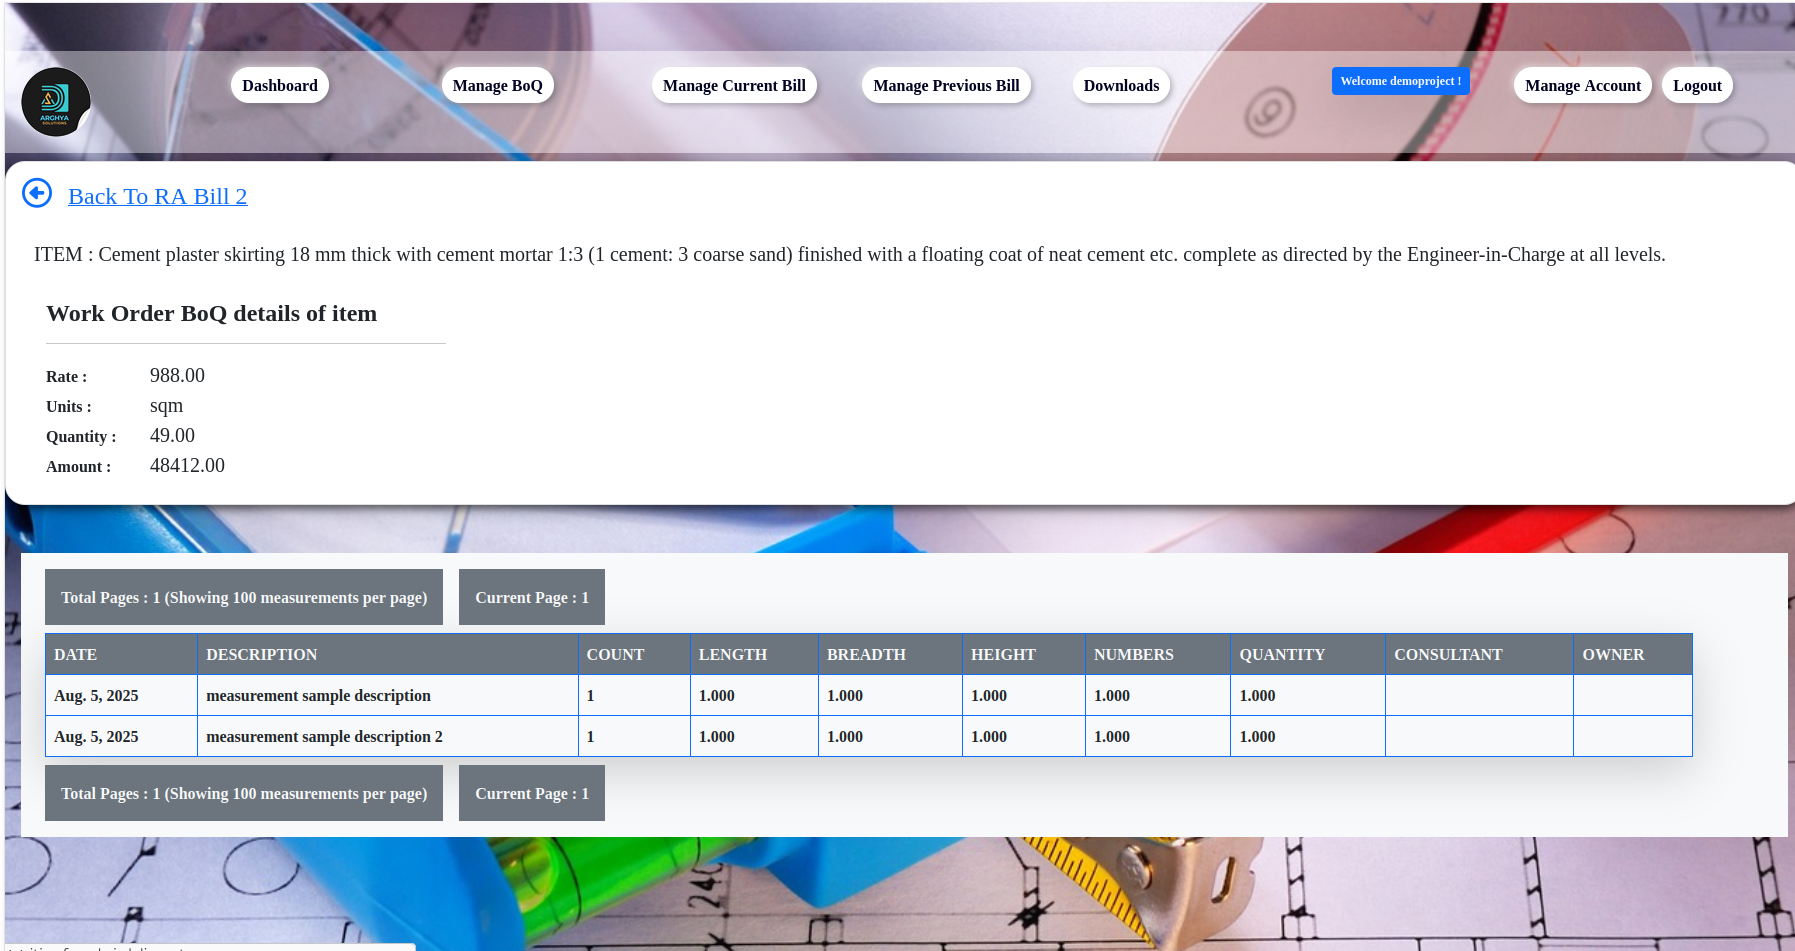 Dashboard
Manage BoQ
Manage Current Bill
Manage Previous Bill
Downloads
Welcome demoproject !
Manage Account
Logout
ARGHYA
SOLUTIONS
Back To RA Bill 2
ITEM : Cement plaster skirting 18 mm thick with cement mortar 1:3 (1 cement: 3 coarse sand) finished with a floating coat of neat cement etc. complete as directed by the Engineer-in-Charge at all levels.
Work Order BoQ details of item
Rate : 988.00
Units : sqm
Quantity : 49.00
Amount : 48412.00
Total Pages : 1 (Showing 100 measurements per page) Current Page : 1
DATE DESCRIPTION COUNT LENGTH BREADTH HEIGHT NUMBERS QUANTITY CONSULTANT OWNER
Aug. 5, 2025 measurement sample description 1 1.000 1.000 1.000 1.000 1.000
Aug. 5, 2025 measurement sample description 2 1 1.000 1.000 1.000 1.000 1.000
Total Pages : 1 (Showing 100 measurements per page) Current Page : 1